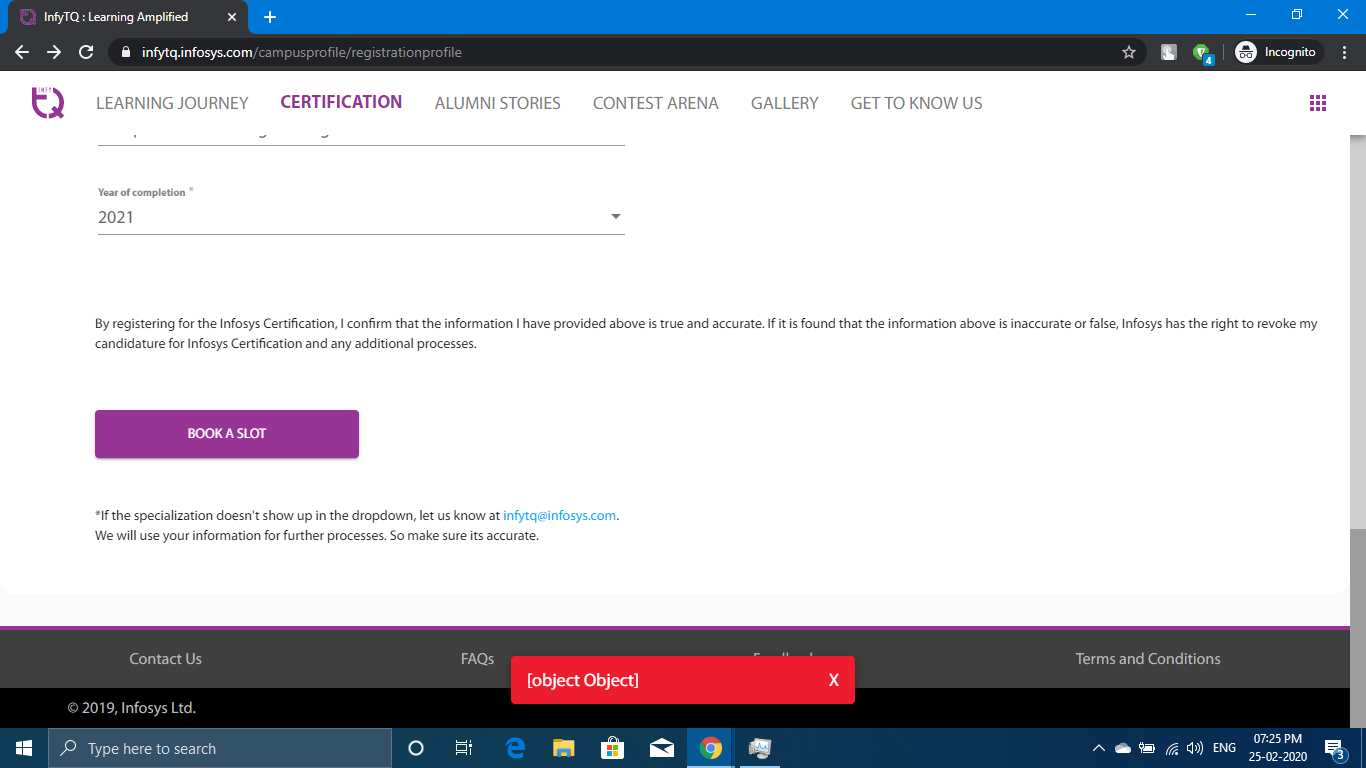 InfyTQ : Learning Amplified
infytq.infosys.com/campusprofile/registrationprofile
4
Incognito
INFY
TQ
LEARNING JOURNEY
CERTIFICATION
ALUMNI STORIES
CONTEST ARENA
GALLERY
GET TO KNOW US
Year of completion *
2021
By registering for the Infosys Certification, I confirm that the information I have provided above is true and accurate. If it is found that the information above is inaccurate or false, Infosys has the right to revoke my
candidature for Infosys Certification and any additional processes.
BOOK A SLOT
*If the specialization doesn't show up in the dropdown, let us know at infytq@infosys.com.
We will use your information for further processes. So make sure its accurate.
Contact Us
FAQs
Terms and Conditions
[object Object]
X
© 2019, Infosys Ltd.
Type here to search
ENG
07:25 PM
25-02-2020
3